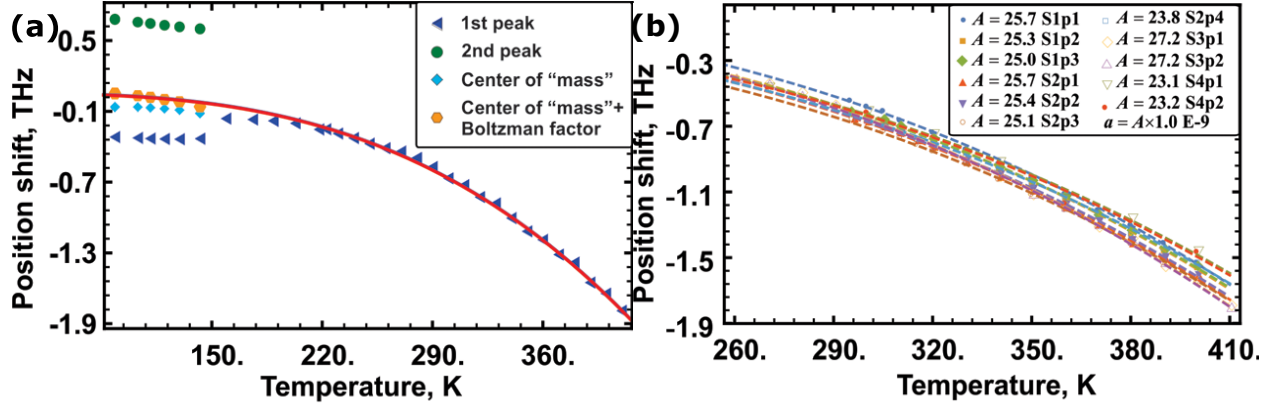 (a)
Position shift, THz
0.5
-0.1
-0.7
-1.3
-1.9
150.
220.
290.
360.
Temperature, K
1st peak
2nd peak
Center of “mass”
Center of “mass”+
Boltzman factor
(b)
Position shift, THz
-0.3
-0.7
-1.1
-1.5
-1.9
260.
290.
320.
350.
380.
410.
Temperature, K
A = 25.7 S1p1
A = 25.3 S1p2
A = 25.0 S1p3
A = 25.7 S2p1
A = 25.4 S2p2
A = 25.1 S2p3
A = 23.8 S2p4
A = 27.2 S3p1
A = 27.2 S3p2
A = 23.1 S4p1
A = 23.2 S4p2
a = A×1.0 E-9